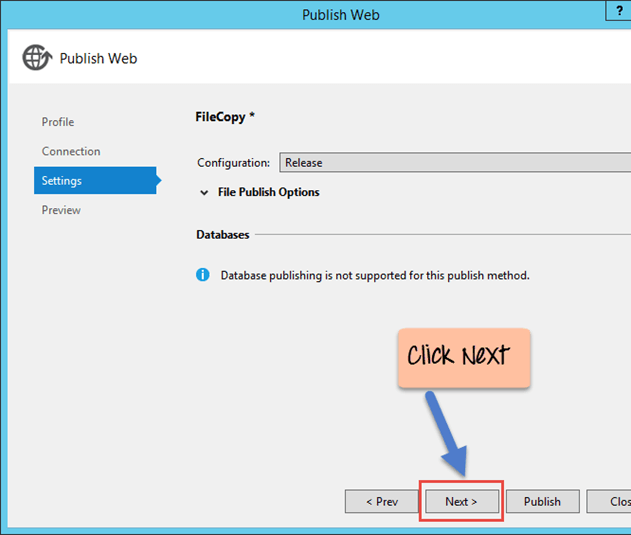 Publish Web
?
Publish Web
Profile
Connection
Settings
Preview
FileCopy *
Configuration: Release
File Publish Options
Databases
Database publishing is not supported for this publish method.
Click Next
< Prev Next > Publish Clos